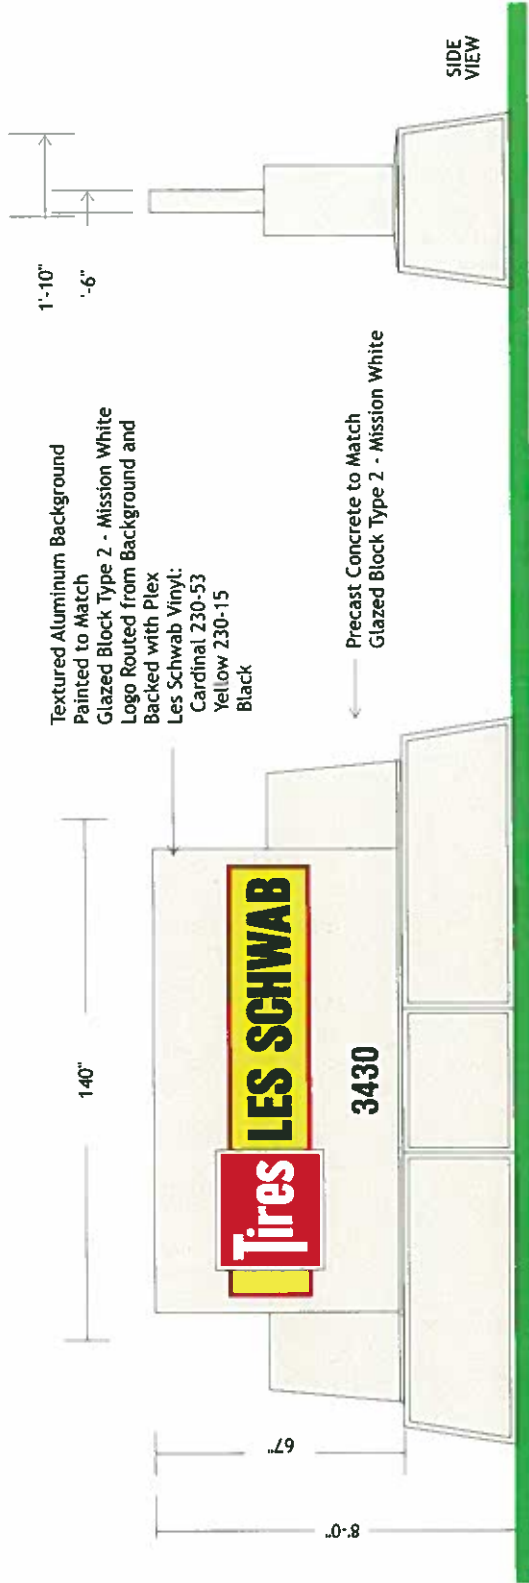 140"
Textured Aluminum Background
Painted to Match
Glazed Block Type 2 - Mission White
Logo Routed from Background and
Backed with Plex
Les Schwab Vinyl:
Cardinal 230-53
Yellow 230-15
Black
1'-10"
'-6"
67"
8'-0"
Tires LES SCHWAB
3430
Precast Concrete to Match
Glazed Block Type 2 - Mission White
SIDE
VIEW